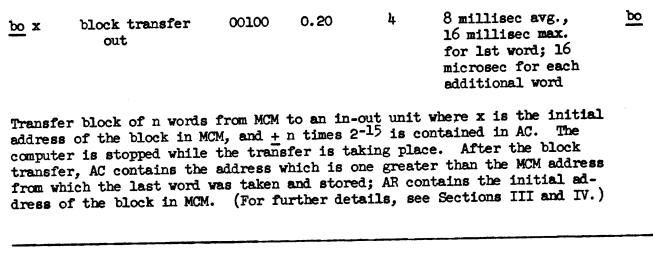 bo x block transfer 00100 0.20 4 8 millisec avg., bo
out 16 millisec max.
for 1st word; 16
microsec for each
additional word
Transfer block of n words from MCM to an in-out unit where x is the initial
address of the block in MCM, and ± n times 2^-15 is contained in AC. The
computer is stopped while the transfer is taking place. After the block
transfer, AC contains the address which is one greater than the MCM address
from which the last word was taken and stored; AR contains the initial ad-
dress of the block in MCM. (For further details, see Sections III and IV.)